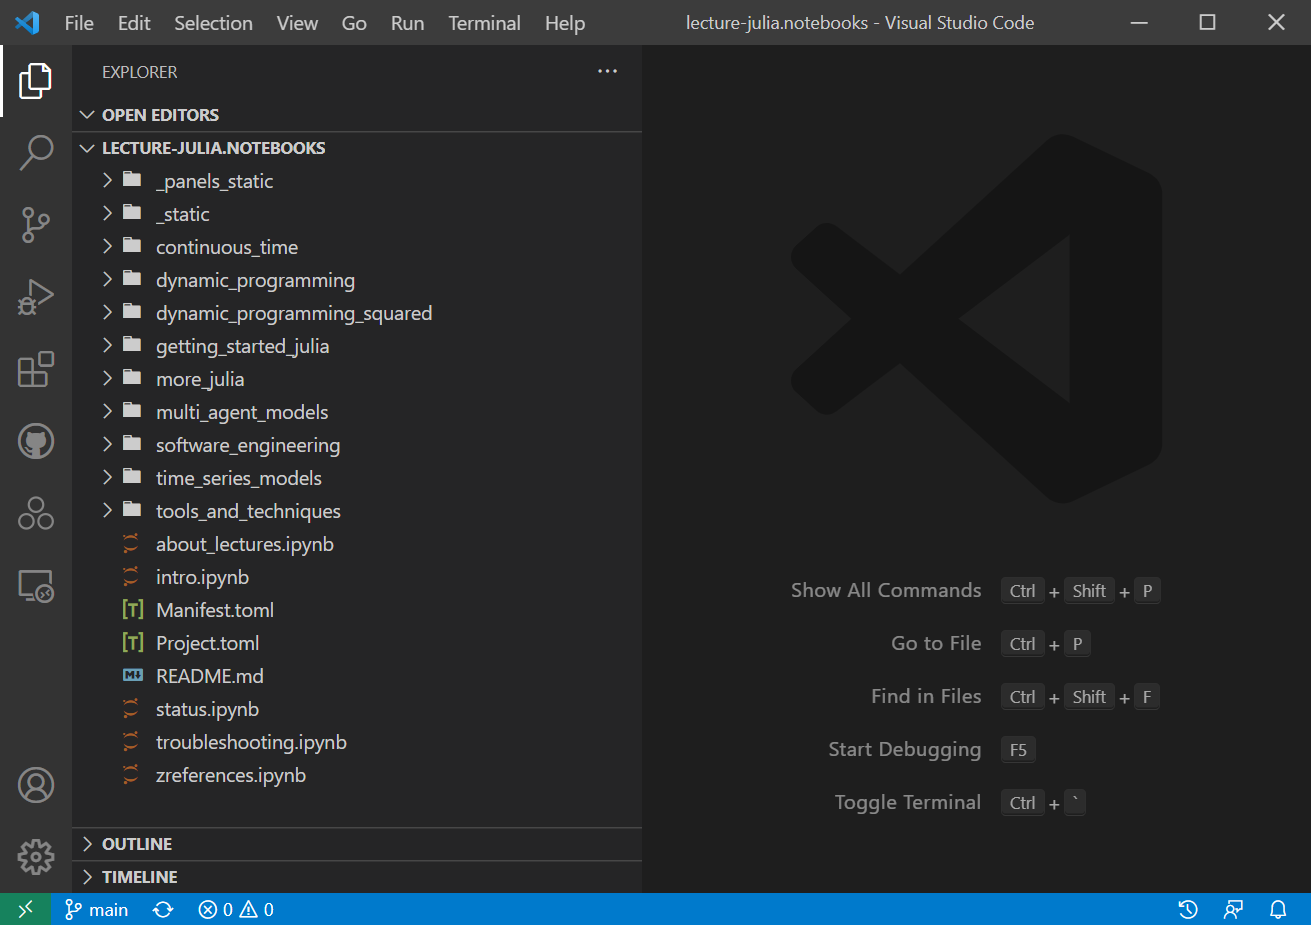 File Edit Selection View Go Run Terminal Help lecture-julia.notebooks - Visual Studio Code
EXPLORER
OPEN EDITORS
LECTURE-JULIA.NOTEBOOKS
_panels_static
_static
continuous_time
dynamic_programming
dynamic_programming_squared
getting_started_julia
more_julia
multi_agent_models
software_engineering
time_series_models
tools_and_techniques
about_lectures.ipynb
intro.ipynb
[T] Manifest.toml
[T] Project.toml
M↓ README.md
status.ipynb
troubleshooting.ipynb
zreferences.ipynb
OUTLINE
TIMELINE
Show All Commands Ctrl + Shift + P
Go to File Ctrl + P
Find in Files Ctrl + Shift + F
Start Debugging F5
Toggle Terminal Ctrl + `
main 0 0